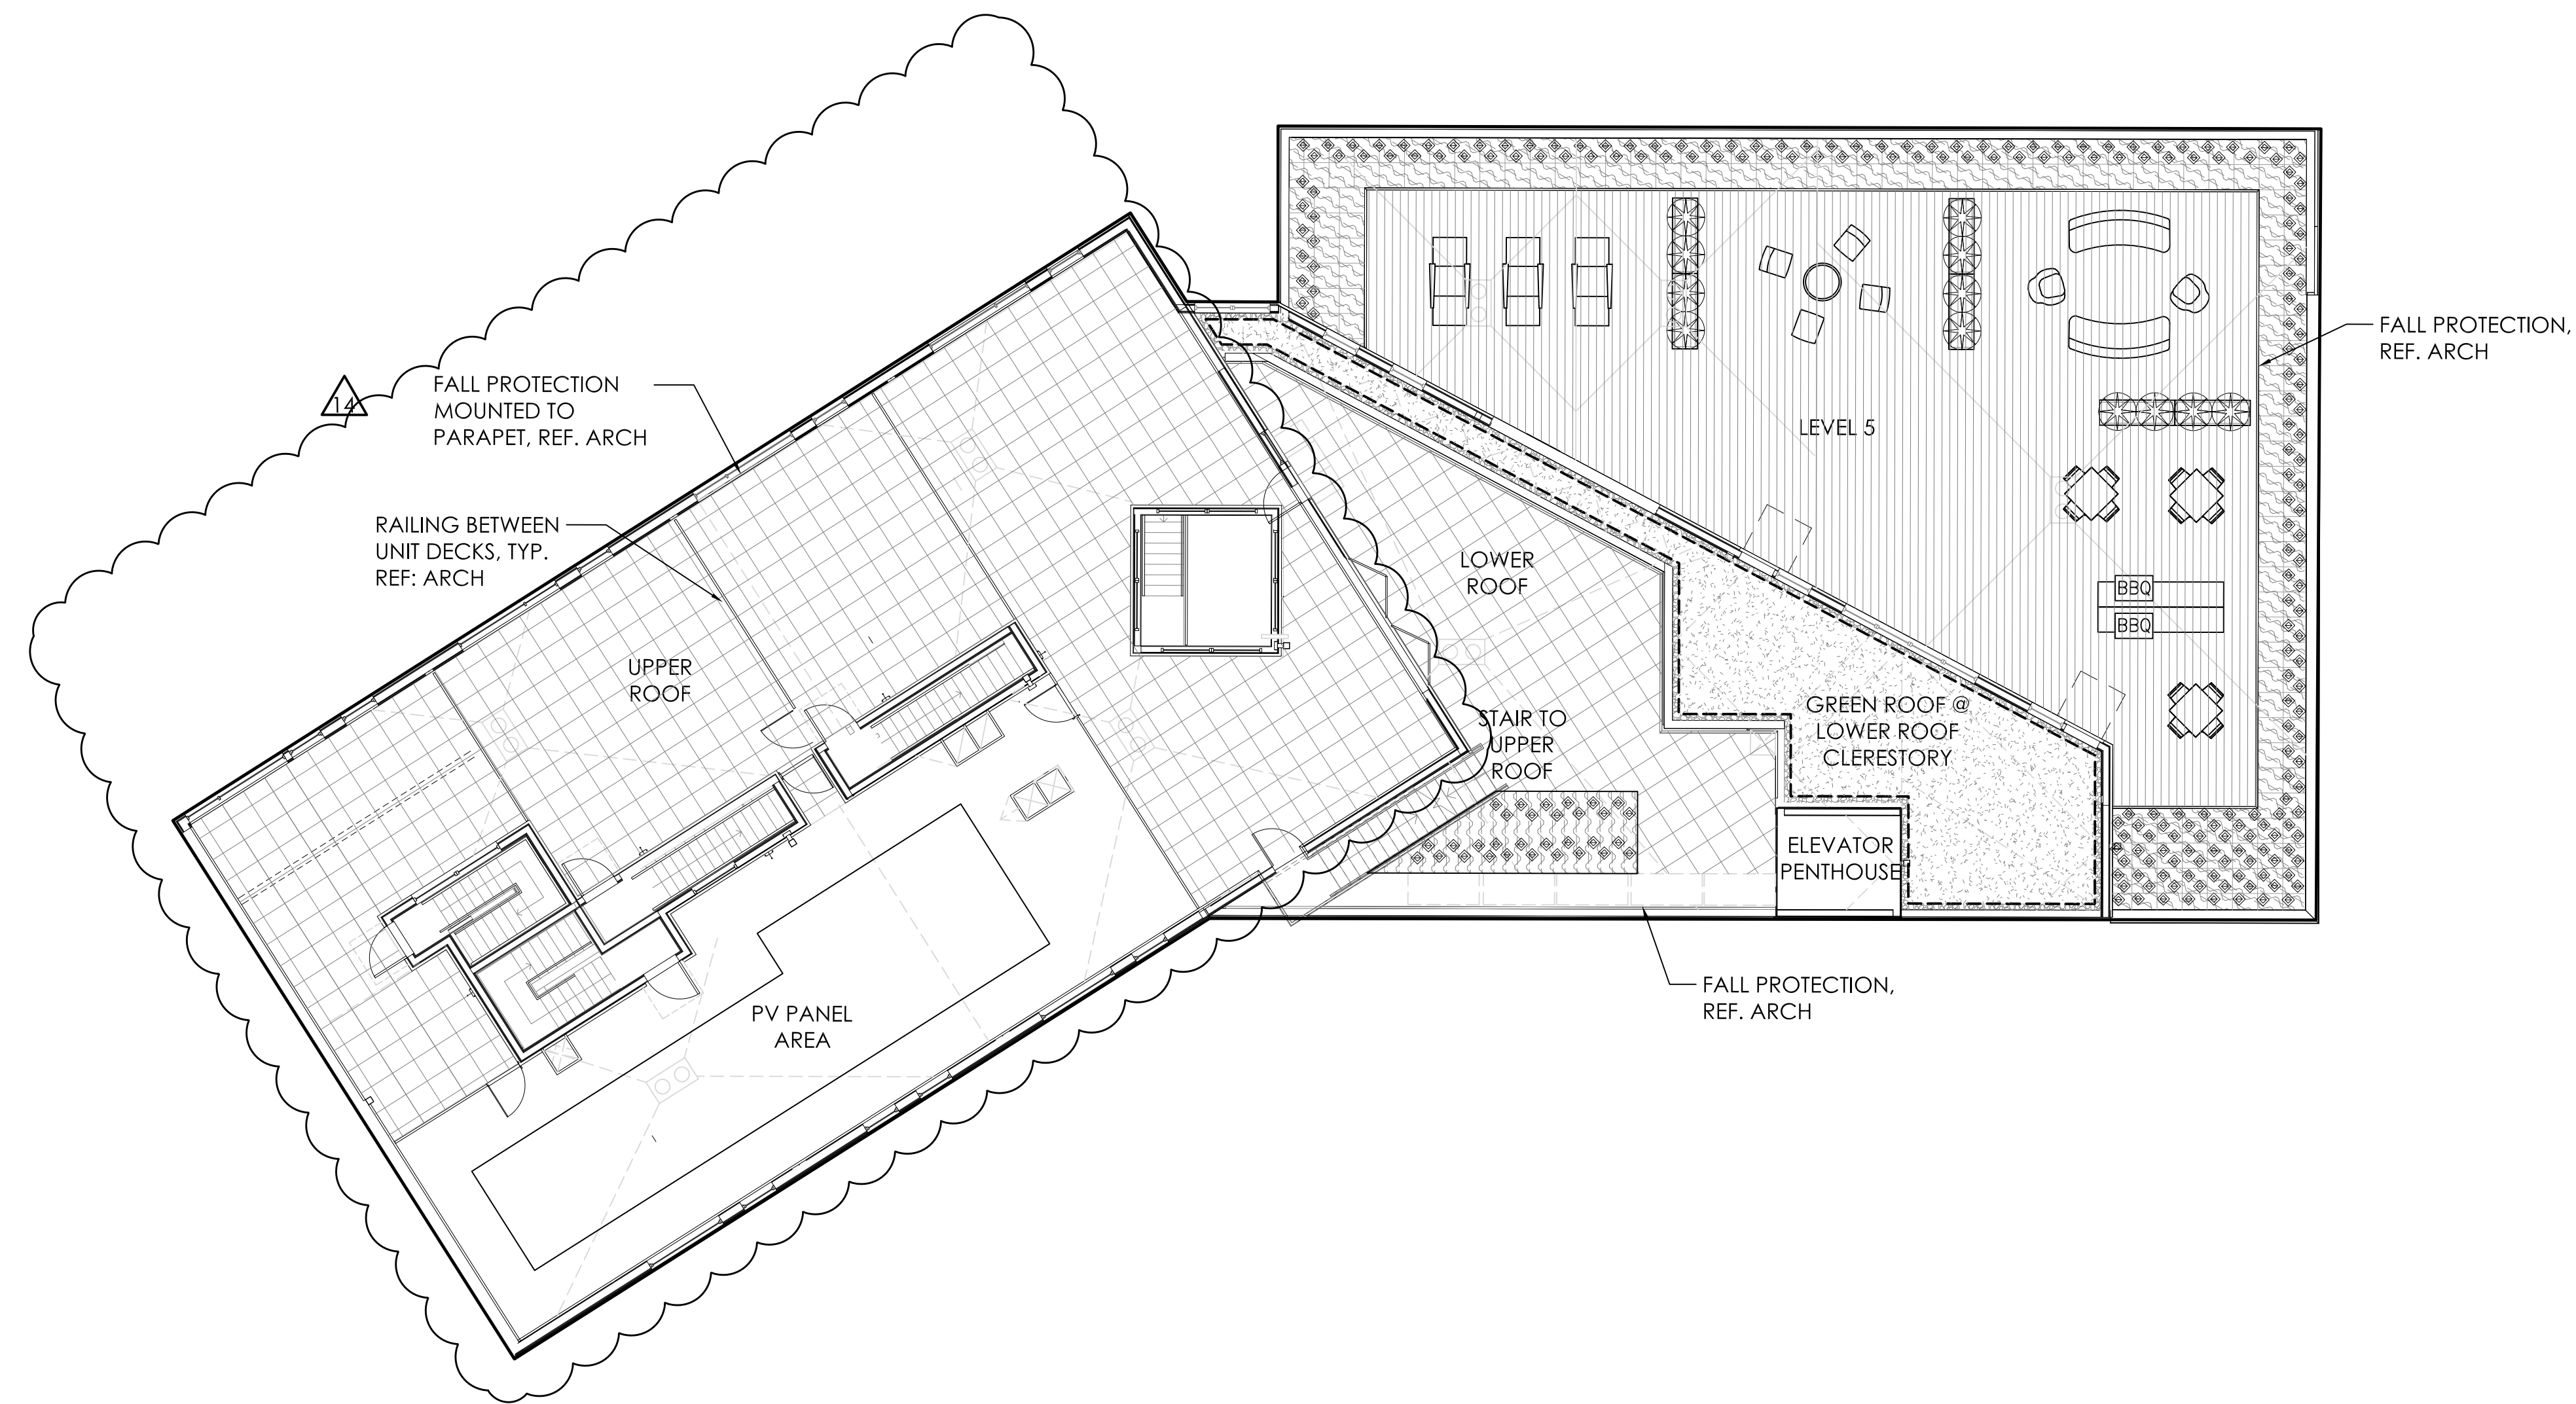 14
FALL PROTECTION
MOUNTED TO
PARAPET, REF. ARCH
RAILING BETWEEN
UNIT DECKS, TYP.
REF: ARCH
UPPER
ROOF
PV PANEL
AREA
LOWER
ROOF
STAIR TO
UPPER
ROOF
LEVEL 5
FALL PROTECTION,
REF. ARCH
BBQ
BBQ
GREEN ROOF @
LOWER ROOF
CLERESTORY
ELEVATOR
PENTHOUSE
FALL PROTECTION,
REF. ARCH